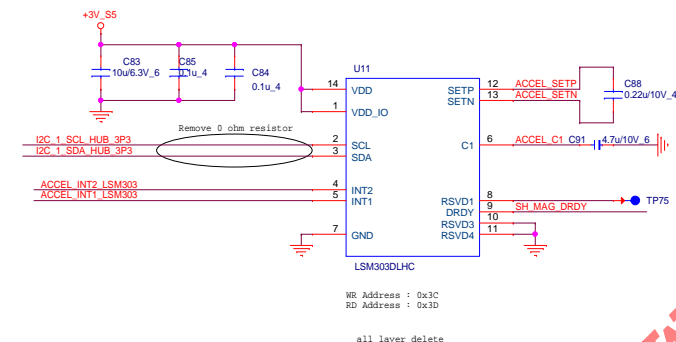 +3V_S5
C83
10u/6.3V_6
C85
0.1u_4
C84
0.1u_4
U11
14 VDD
1 VDD_IO
Remove 0 ohm resistor
I2C_1_SCL_HUB_3P3 2 SCL
I2C_1_SDA_HUB_3P3 3 SDA
ACCEL_INT2_LSM303 4 INT2
ACCEL_INT1_LSM303 5 INT1
7 GND
SETP 12 ACCEL_SETP
SETN 13 ACCEL_SETN
C88
0.22u/10V_4
C1 6 ACCEL_C1 C91 4.7u/10V_6
RSVD1 8 TP75
DRDY 9 SH_MAG_DRDY
RSVD3 10
RSVD4 11
LSM303DLHC
WR Address : 0x3C
RD Address : 0x3D
all layer delete